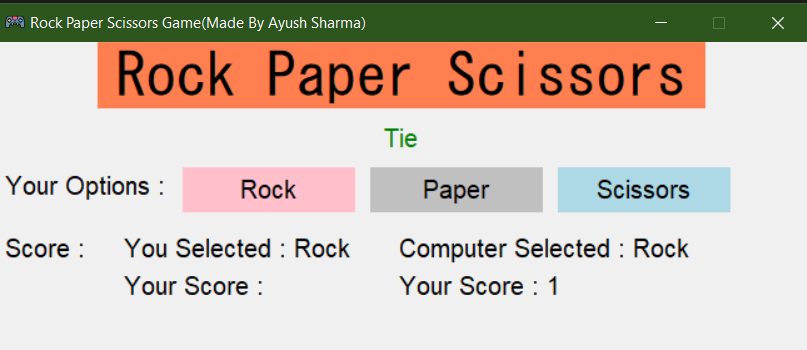 Rock Paper Scissors Game(Made By Ayush Sharma)
Rock Paper Scissors
Tie
Your Options : Rock Paper Scissors
Score : You Selected : Rock Computer Selected : Rock
Your Score : Your Score : 1